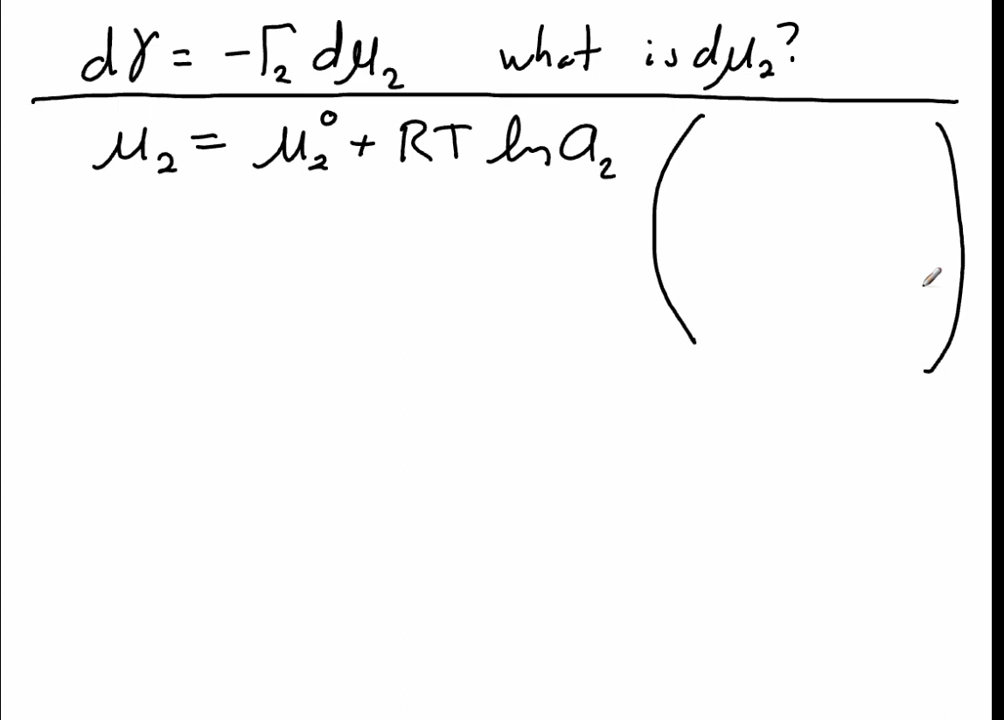 dγ = -Γ₂ dμ₂ what is dμ₂?
μ₂ = μ₂° + RT ln a₂ ( )